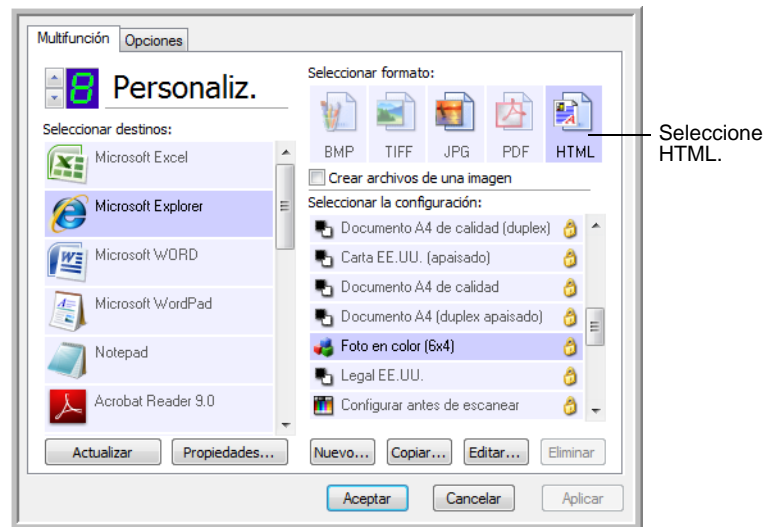 Multifunción
Opciones
8
Personaliz.
Seleccionar destinos:
Microsoft Excel
Microsoft Explorer
Microsoft WORD
Microsoft WordPad
Notepad
Acrobat Reader 9.0
Actualizar
Propiedades...
Seleccionar formato:
BMP
TIFF
JPG
PDF
HTML
Crear archivos de una imagen
Seleccionar la configuración:
Documento A4 de calidad (duplex)
Carta EE.UU. (apaisado)
Documento A4 de calidad
Documento A4 (duplex apaisado)
Foto en color (6x4)
Legal EE.UU.
Configurar antes de escanear
Nuevo...
Copiar...
Editar...
Eliminar
Aceptar
Cancelar
Aplicar
Seleccione
HTML.